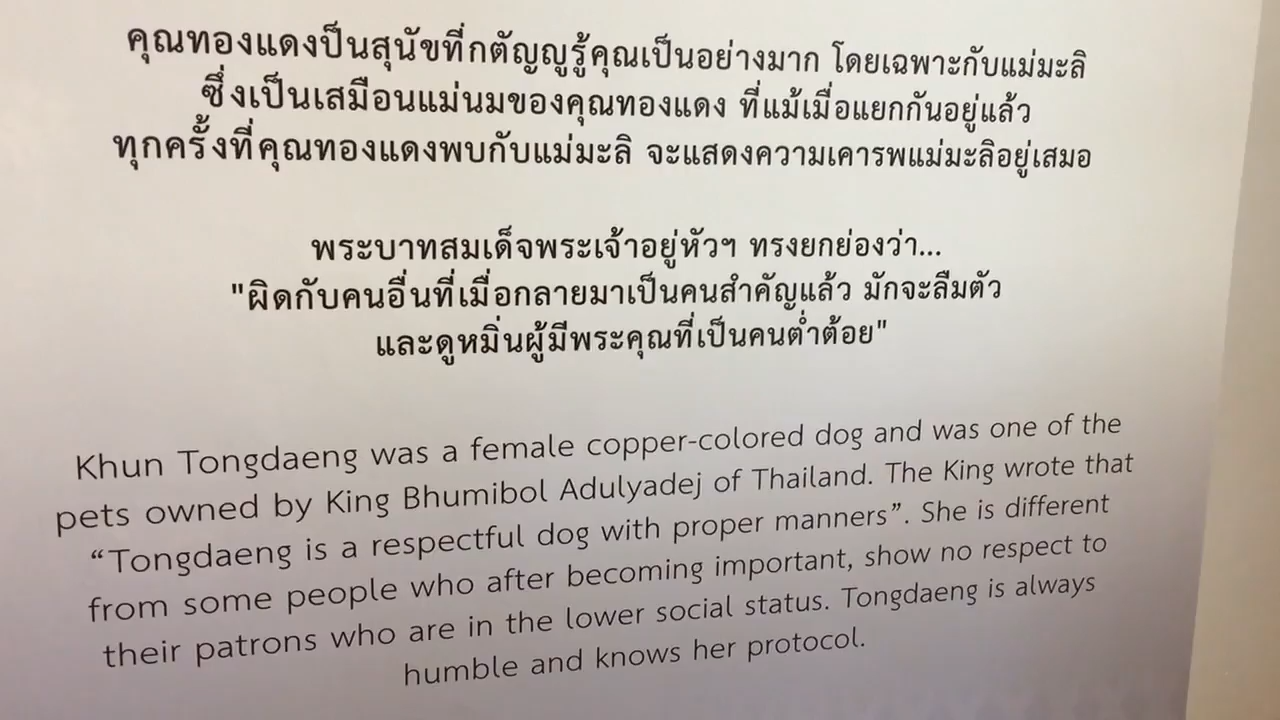 คุณทองแดงป็นสุนัขที่กตัญญูรู้คุณเป็นอย่างมาก โดยเฉพาะกับแม่มะลิ
ซึ่งเป็นเสมือนแม่นมของคุณทองแดง ที่แม้เมื่อแยกกันอยู่แล้ว
ทุกครั้งที่คุณทองแดงพบกับแม่มะลิ จะแสดงความเคารพแม่มะลิอยู่เสมอ
พระบาทสมเด็จพระเจ้าอยู่หัวฯ ทรงยกย่องว่า...
"ผิดกับคนอื่นที่เมื่อกลายมาเป็นคนสำคัญแล้ว มักจะลืมตัว
และดูหมิ่นผู้มีพระคุณที่เป็นคนต่ำต้อย"
Khun Tongdaeng was a female copper-colored dog and was one of the
pets owned by King Bhumibol Adulyadej of Thailand. The King wrote that
“Tongdaeng is a respectful dog with proper manners”. She is different
from some people who after becoming important, show no respect to
their patrons who are in the lower social status. Tongdaeng is always
humble and knows her protocol.